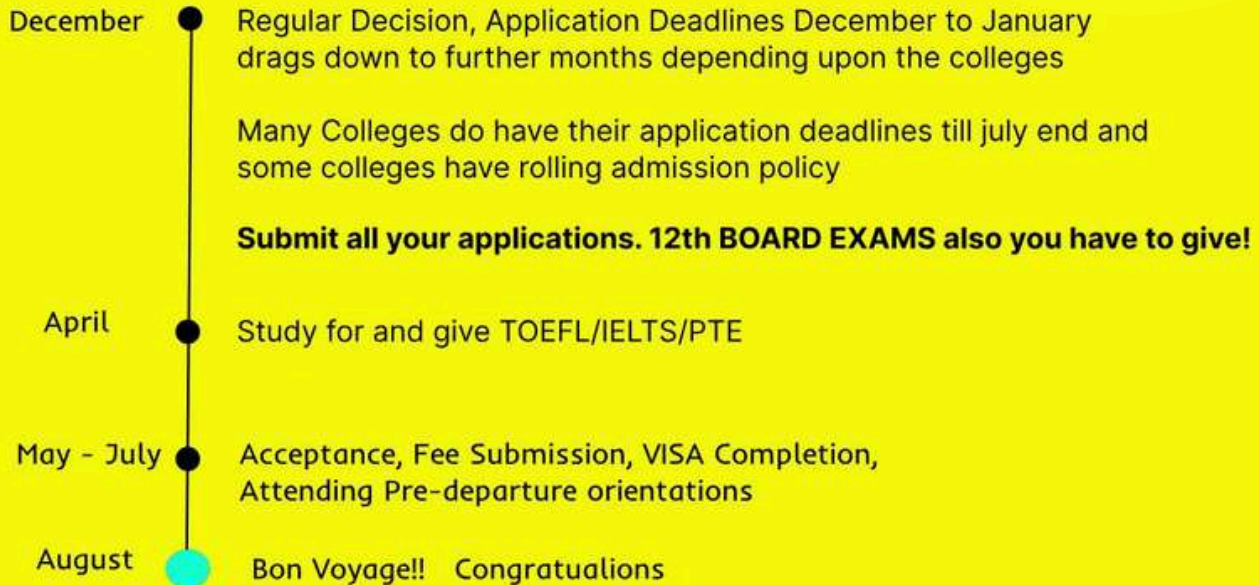 December
Regular Decision, Application Deadlines December to January
drags down to further months depending upon the colleges
Many Colleges do have their application deadlines till july end and
some colleges have rolling admission policy
Submit all your applications. 12th BOARD EXAMS also you have to give!
April
Study for and give TOEFL/IELTS/PTE
May - July
Acceptance, Fee Submission, VISA Completion,
Attending Pre-departure orientations
August
Bon Voyage!! Congratualions